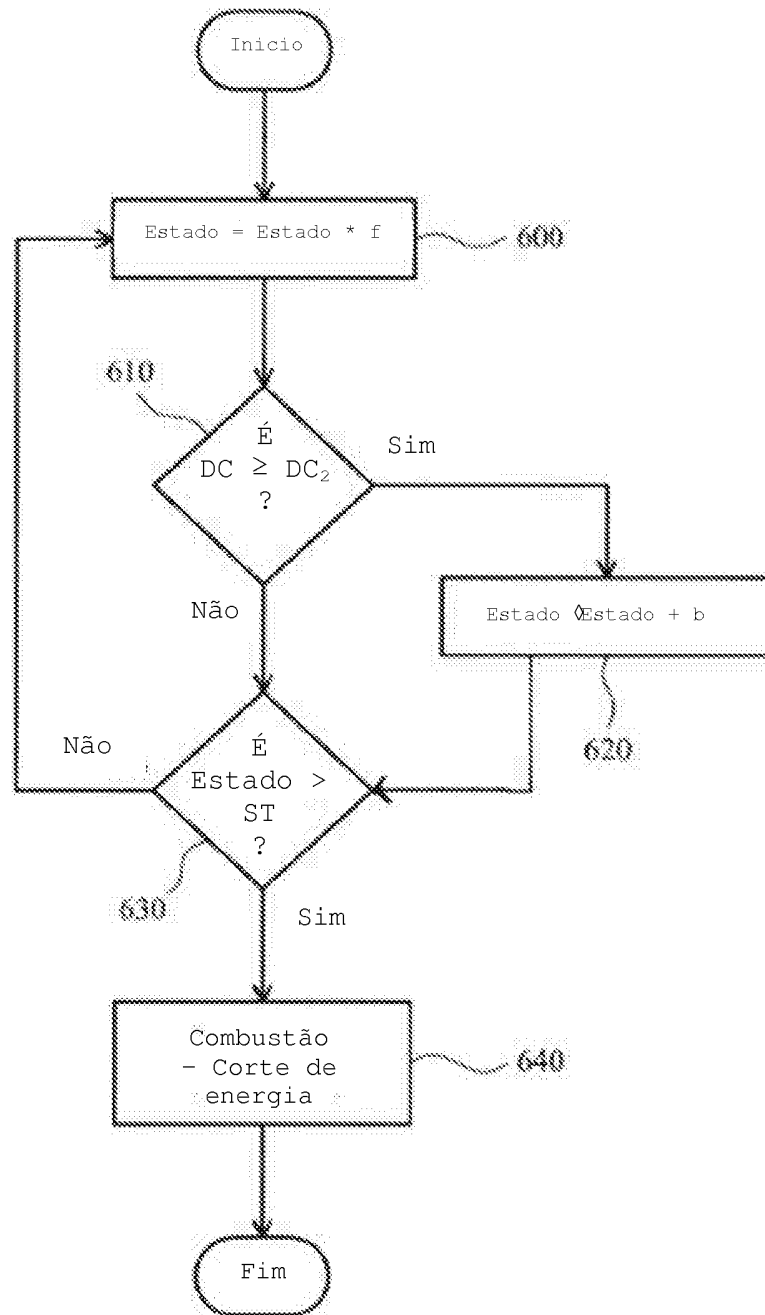 Inicio
Estado = Estado * f
600
610
É
DC ≥ DC₂
?
Sim
Não
Estado ◊Estado + b
620
Não
É
Estado >
ST
?
630
Sim
Combustão
– Corte de
energia
640
Fim